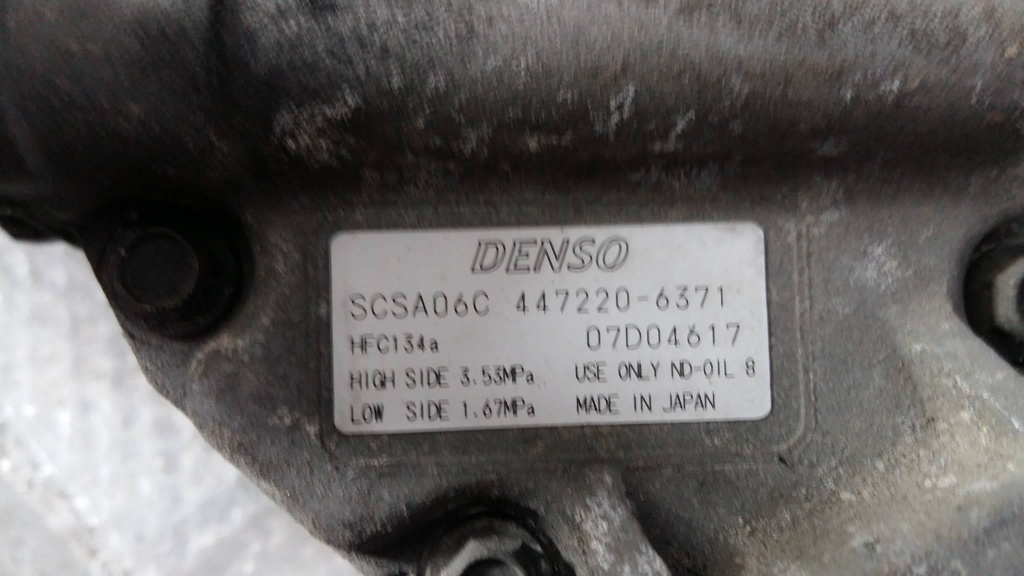 DENSO
SCSA06C 447220-6371
HFC134a 07D04617
HIGH SIDE 3.53MPa USE ONLY ND-OIL 8
LOW SIDE 1.67MPa MADE IN JAPAN